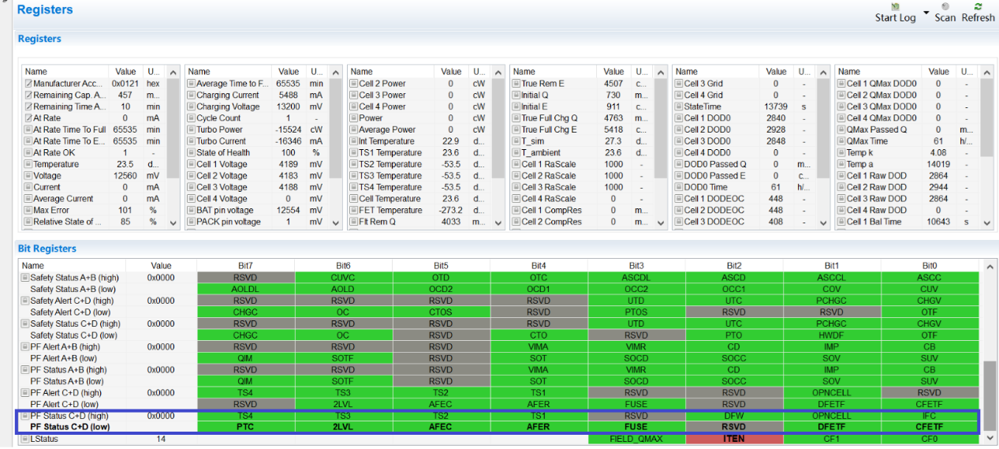 Registers
Start Log Scan Refresh
Registers
Name Value U... Name Value U... Name Value U... Name Value U... Name Value U... Name Value U...
Manufacturer Acc... 0x0121 hex Average Time to F... 65535 min Cell 2 Power 0 cW True Rem E 4507 c... Cell 3 Grid 0 - Cell 1 QMax DOD0 0 -
Remaining Cap. A... 457 m... Charging Current 5488 mA Cell 3 Power 0 cW Initial Q 730 m... Cell 4 Grid 0 - Cell 2 QMax DOD0 0 -
Remaining Time A... 10 min Charging Voltage 13200 mV Cell 4 Power 0 cW Initial E 911 c... StateTime 13739 s Cell 3 QMax DOD0 0 -
At Rate 0 mA Cycle Count 1 - Power 0 cW True Full Chg Q 4763 m... Cell 1 DOD0 2840 - Cell 4 QMax DOD0 0 -
At Rate Time To Full 65535 min Turbo Power -15524 cW Average Power 0 cW True Full Chg E 5418 c... Cell 2 DOD0 2928 - QMax Passed Q 0 m...
At Rate Time To E... 65535 min Turbo Current -16346 mA Int Temperature 22.9 d... T_sim 27.3 d... Cell 3 DOD0 2848 - QMax Time 61 h/...
At Rate OK 1 - State of Health 100 % TS1 Temperature 23.6 d... T_ambient 23.6 d... Cell 4 DOD0 0 - Temp k 4.08 -
Temperature 23.5 d... Cell 1 Voltage 4189 mV TS2 Temperature -53.5 d... Cell 1 RaScale 1000 - DOD0 Passed Q 0 m... Temp a 14019 -
Voltage 12560 mV Cell 2 Voltage 4183 mV TS3 Temperature -53.5 d... Cell 2 RaScale 1000 - DOD0 Passed E 0 c... Cell 1 Raw DOD 2864 -
Current 0 mA Cell 3 Voltage 4188 mV TS4 Temperature -53.5 d... Cell 3 RaScale 1000 - DOD0 Time 61 h/... Cell 2 Raw DOD 2944 -
Average Current 0 mA Cell 4 Voltage 0 mV Cell Temperature 23.6 d... Cell 4 RaScale 0 - Cell 1 DODEOC 448 - Cell 3 Raw DOD 2864 -
Max Error 101 % BAT pin voltage 12554 mV FET Temperature -273.2 d... Cell 1 CompRes 0 m... Cell 2 DODEOC 448 - Cell 4 Raw DOD 0 -
Relative State of ... 85 % PACK pin voltage 1 mV Flt Rem Q 4033 m... Cell 2 CompRes 0 m... Cell 3 DODEOC 408 - Cell 1 Bal Time 10643 s
Bit Registers
Name Value Bit7 Bit6 Bit5 Bit4 Bit3 Bit2 Bit1 Bit0
Safety Status A+B (high) 0x0000 RSVD CUVC OTD OTC ASCDL ASCD ASCCL ASCC
Safety Status A+B (low) AOLDL AOLD OCD2 OCD1 OCC2 OCC1 COV CUV
Safety Alert C+D (high) 0x0000 RSVD RSVD RSVD RSVD UTD UTC PCHGC CHGV
Safety Alert C+D (low) CHGC OC CTOS RSVD PTOS RSVD RSVD OTF
Safety Status C+D (high) 0x0000 RSVD RSVD RSVD RSVD UTD UTC PCHGC CHGV
Safety Status C+D (low) CHGC OC RSVD CTO RSVD PTO HWDF OTF
PF Alert A+B (high) 0x0000 RSVD RSVD RSVD VIMA VIMR CD IMP CB
PF Alert A+B (low) QIM SOTF RSVD SOT SOCD SOCC SOV SUV
PF Status A+B (high) 0x0000 RSVD RSVD RSVD VIMA VIMR CD IMP CB
PF Status A+B (low) QIM SOTF RSVD SOT SOCD SOCC SOV SUV
PF Alert C+D (high) 0x0000 TS4 TS3 TS2 TS1 RSVD RSVD OPNCELL RSVD
PF Alert C+D (low) RSVD 2LVL AFEC AFER FUSE RSVD DFETF CFETF
PF Status C+D (high) 0x0000 TS4 TS3 TS2 TS1 RSVD DFW OPNCELL IFC
PF Status C+D (low) PTC 2LVL AFEC AFER FUSE RSVD DFETF CFETF
LStatus 14 FIELD_QMAX ITEN CF1 CF0